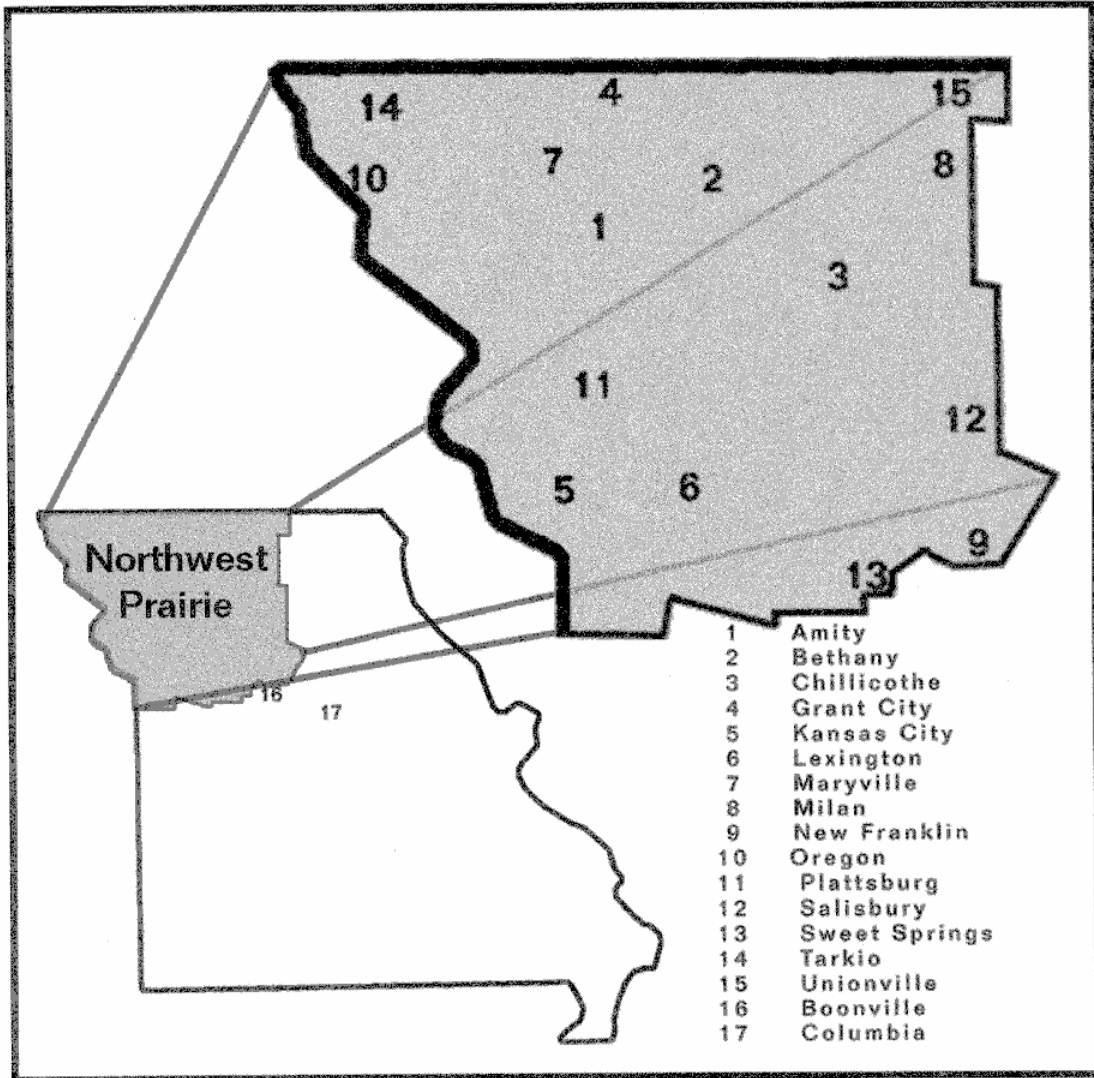 14 4 15
7 2 8
10
1
3
11
12
5 6
9
13
Northwest
Prairie
16
17
1 Amity
2 Bethany
3 Chillicothe
4 Grant City
5 Kansas City
6 Lexington
7 Maryville
8 Milan
9 New Franklin
10 Oregon
11 Plattsburg
12 Salisbury
13 Sweet Springs
14 Tarkio
15 Unionville
16 Boonville
17 Columbia